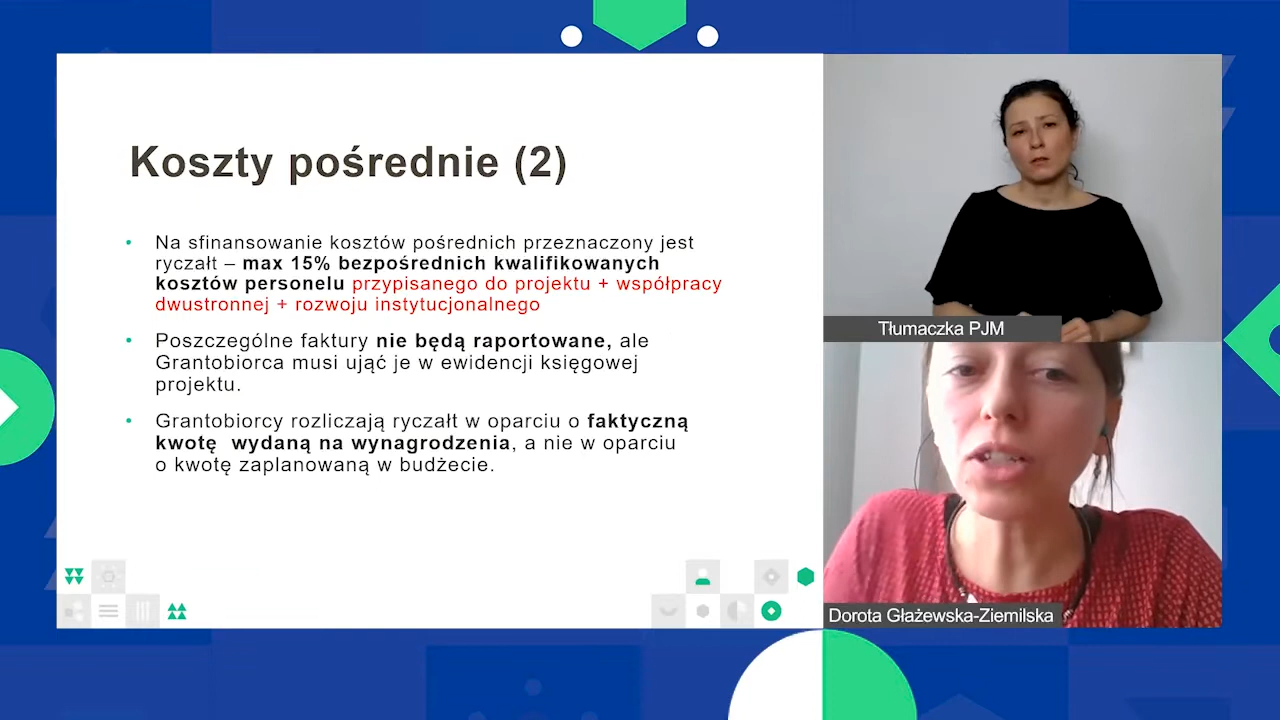 Koszty pośrednie (2)
• Na sfinansowanie kosztów pośrednich przeznaczony jest
ryczałt – max 15% bezpośrednich kwalifikowanych
kosztów personelu przypisanego do projektu + współpracy
dwustronnej + rozwoju instytucjonalnego
• Poszczególne faktury nie będą raportowane, ale
Grantobiorca musi ująć je w ewidencji księgowej
projektu.
• Grantobiorcy rozliczają ryczałt w oparciu o faktyczną
kwotę wydaną na wynagrodzenia, a nie w oparciu
o kwotę zaplanowaną w budżecie.
Tłumaczka PJM
Dorota Głażewska-Ziemilska